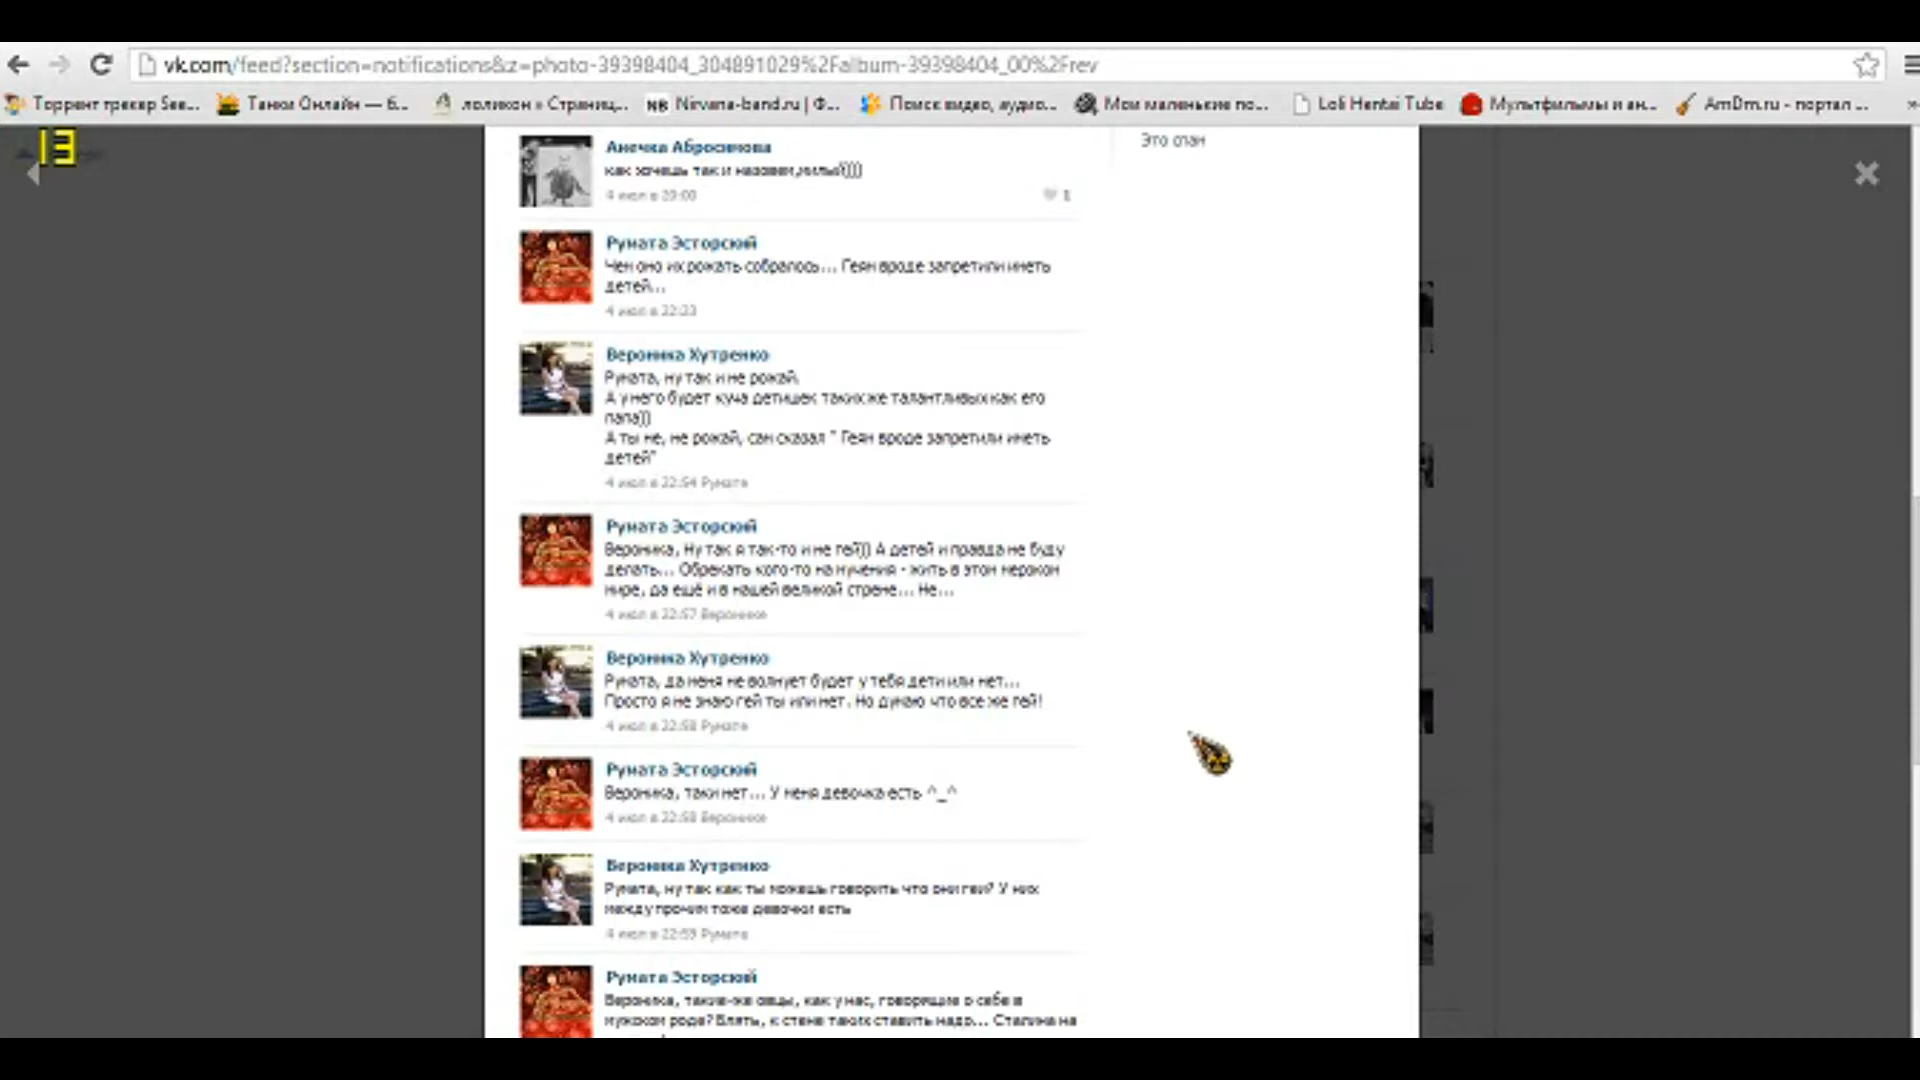 vk.com/feed?section=notifications&z=photo-39398404_304891029%2Falbum-39398404_00%2Frev
Торрент трекер See...
Танки Онлайн — б...
лоликон » Страниц...
Nirvana-band.ru | Ф...
Поиск видео, аудио...
Мои маленькие по...
Loli Hentai Tube
Мультфильмы и ан...
AmDm.ru - портал ...
13
Это спам
Анечка Абросимова
как хочешь так и назовем,милый))))
1
Румата Эсторский
Чем оно их рожать собралось... Геям вроде запретили иметь
детей...
4 июл в 22:23
Вероника Хутренко
Румата, ну так и не рожай.
А у него будет куча детишек таких же талантливых как его
папа))
А ты не, не рожай, сам сказал " Геям вроде запретили иметь
детей"
4 июл в 22:54 Румате
Румата Эсторский
Вероника, Ну так я так-то и не гей)) А детей и правда не буду
делать... Обрекать кого-то на мучения - жить в этом мерзком
мире, да ещё и в нашей великой стране... Не...
4 июл в 22:57 Веронике
Вероника Хутренко
Румата, да меня не волнует будет у тебя дети или нет...
Просто я не знаю гей ты или нет. Но думаю что все же гей!
4 июл в 22:58 Румате
Румата Эсторский
Вероника, таки нет... У меня девочка есть ^_^
4 июл в 22:58 Веронике
Вероника Хутренко
Румата, ну так как ты можешь говорить что они геи? У них
между прочим тоже девочки есть
4 июл в 22:59 Румате
Румата Эсторский
Вероника, такие-же овцы, как у нас, говорящие о себе в
мужском роде? Блять, к стене таких ставить надо... Сталина на